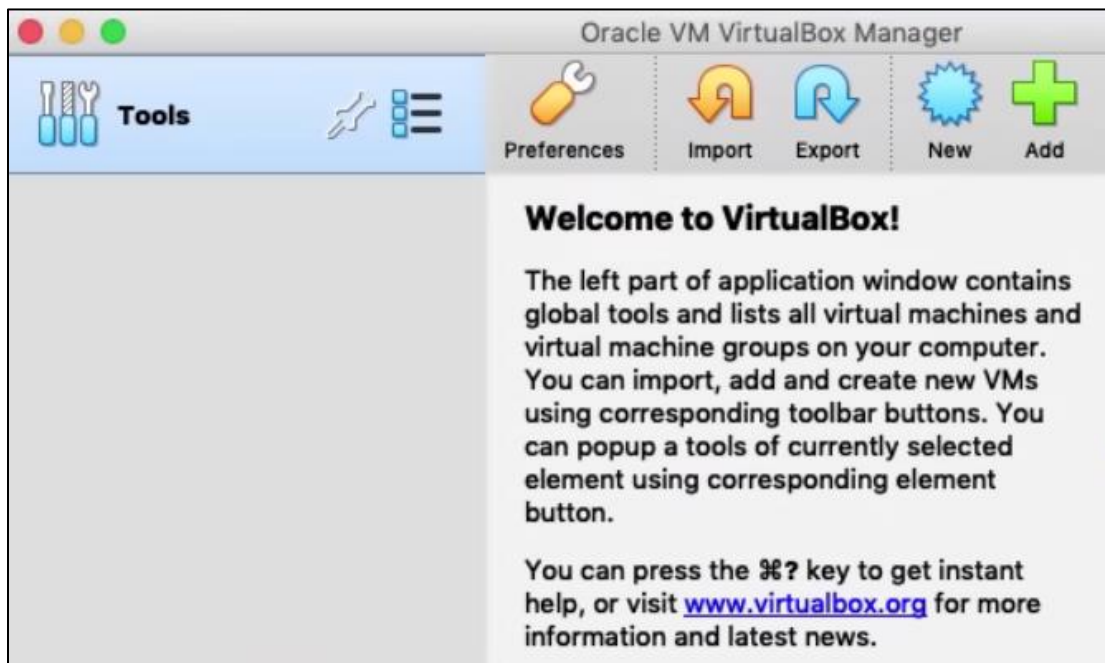 Oracle VM VirtualBox Manager
Tools
Preferences
Import
Export
New
Add
Welcome to VirtualBox!
The left part of application window contains
global tools and lists all virtual machines and
virtual machine groups on your computer.
You can import, add and create new VMs
using corresponding toolbar buttons. You
can popup a tools of currently selected
element using corresponding element
button.
You can press the ⌘? key to get instant
help, or visit www.virtualbox.org for more
information and latest news.